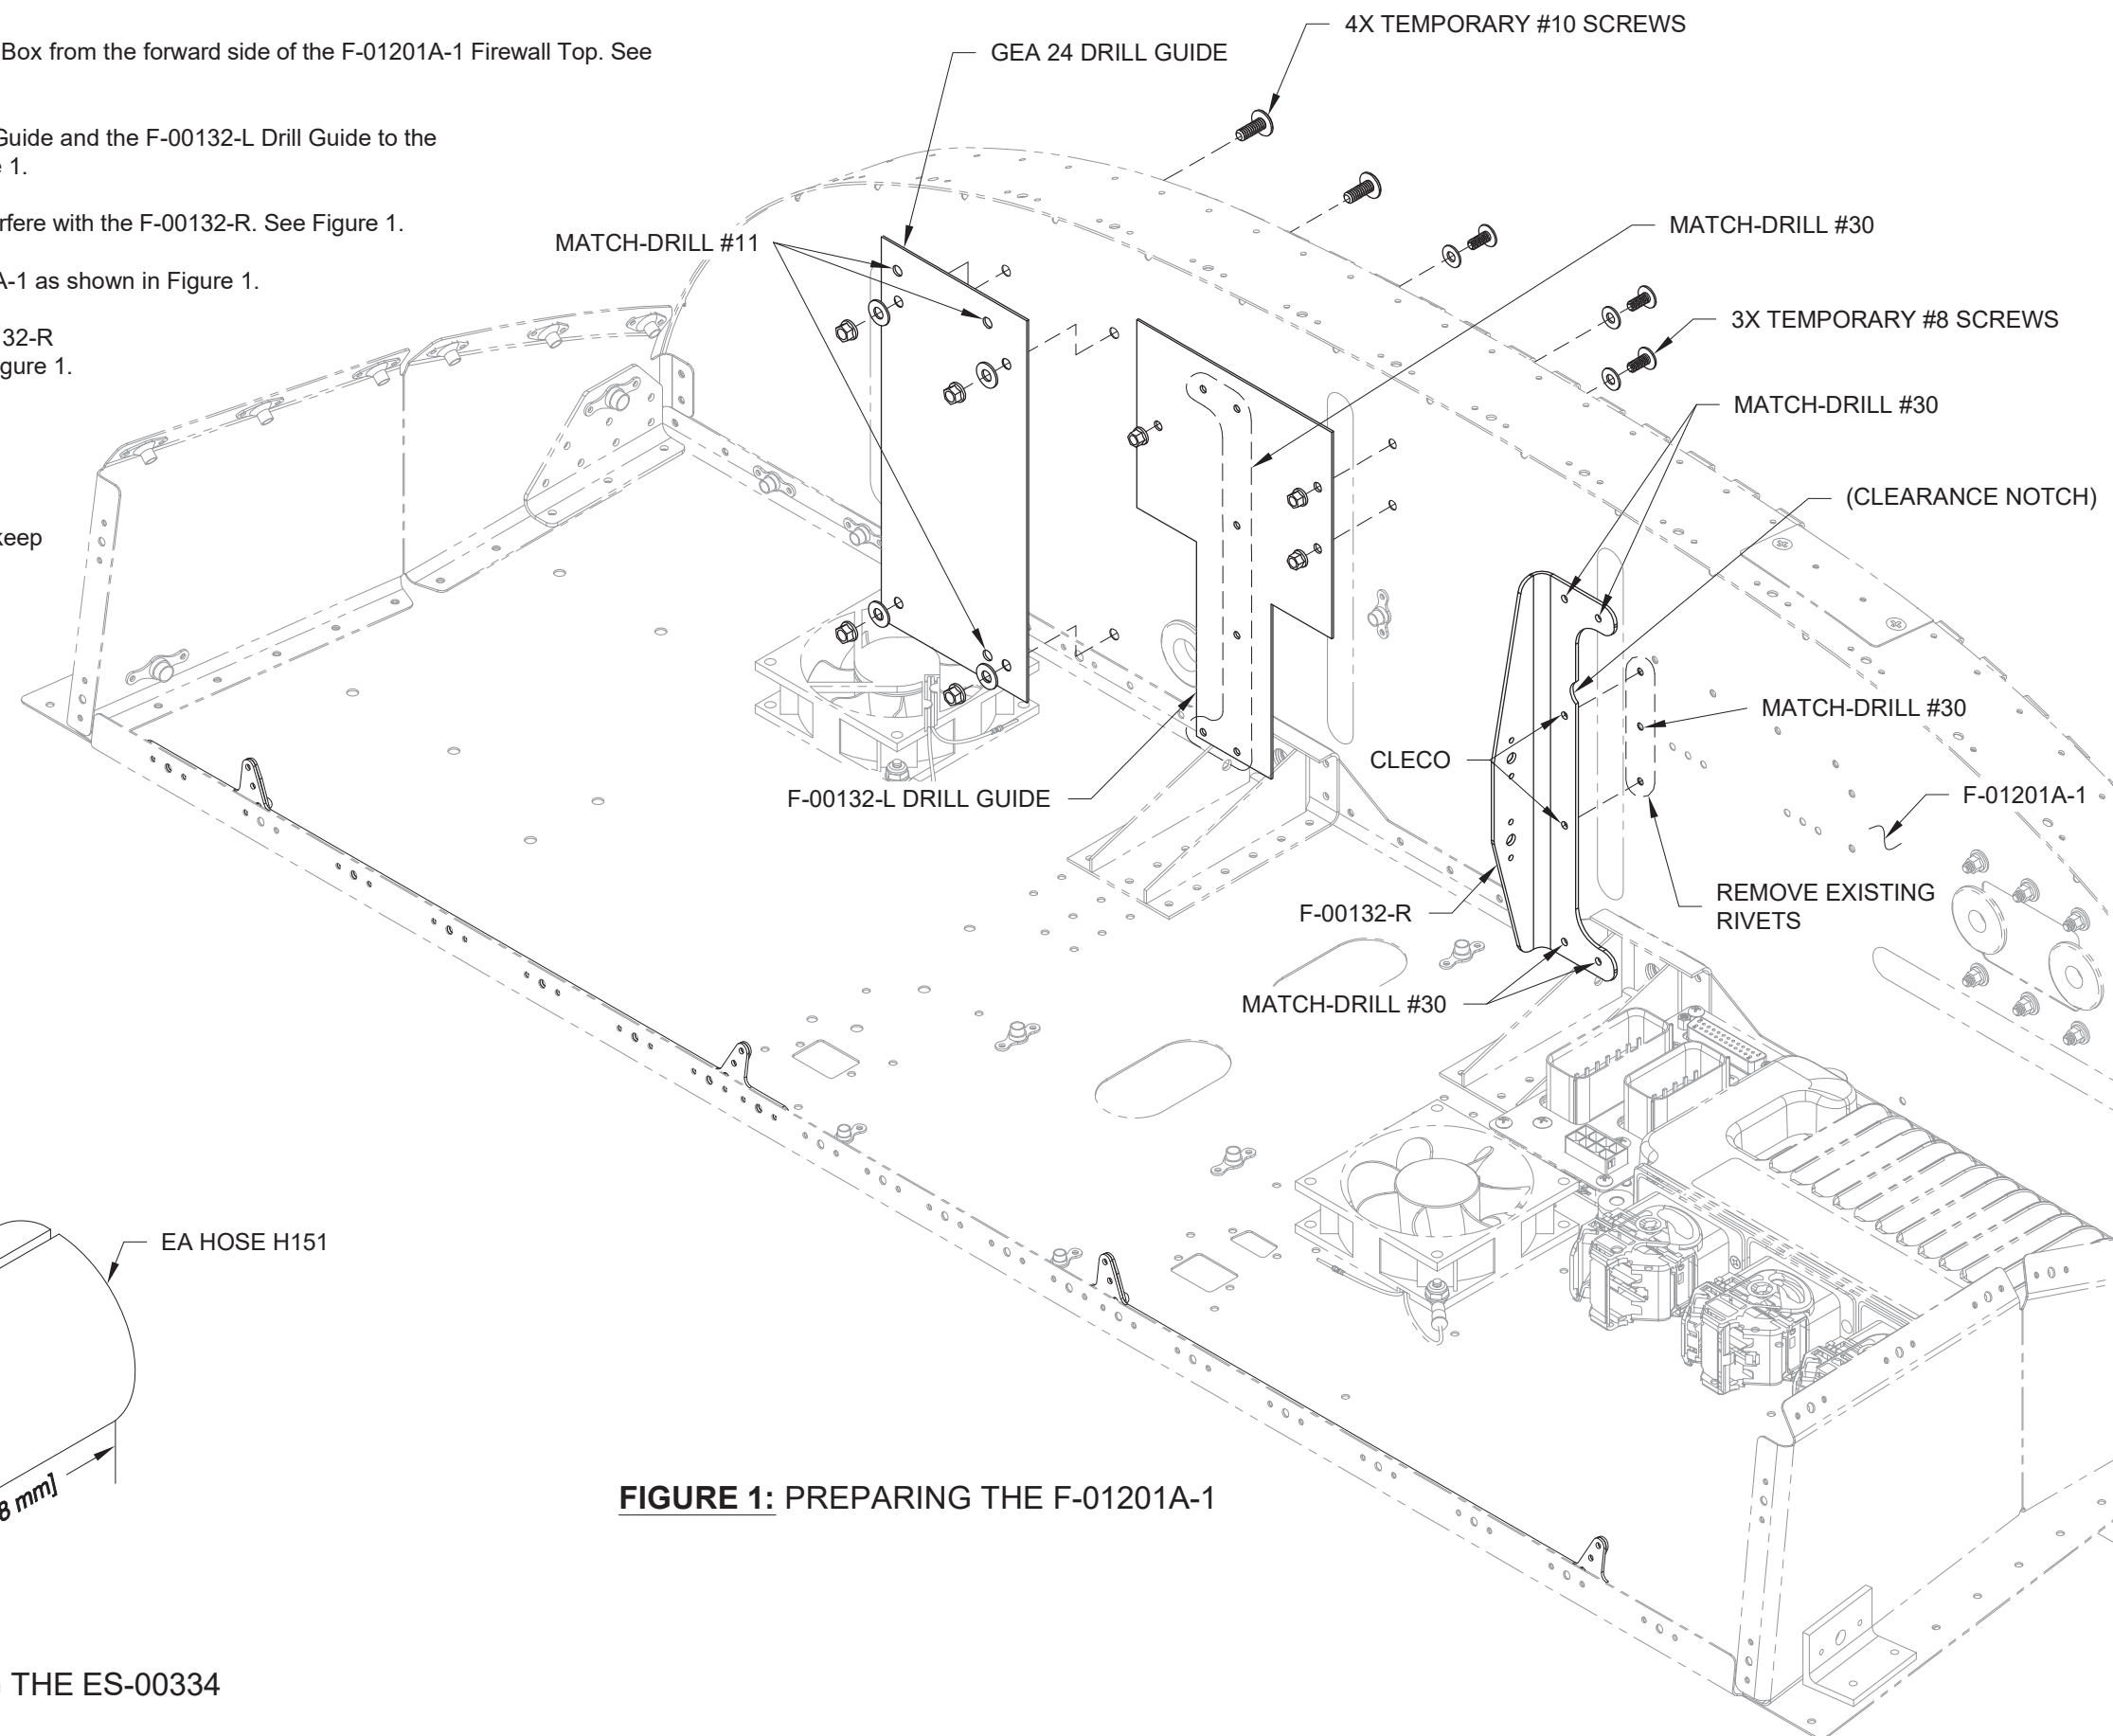 Box from the forward side of the F-01201A-1 Firewall Top. See
Guide and the F-00132-L Drill Guide to the
1.
with the F-00132-R. See Figure 1.
A-1 as shown in Figure 1.
32-R
gure 1.
keep
4X TEMPORARY #10 SCREWS
GEA 24 DRILL GUIDE
MATCH-DRILL #11
MATCH-DRILL #30
3X TEMPORARY #8 SCREWS
MATCH-DRILL #30
(CLEARANCE NOTCH)
MATCH-DRILL #30
CLECO
F-00132-L DRILL GUIDE
F-01201A-1
REMOVE EXISTING
RIVETS
F-00132-R
MATCH-DRILL #30
EA HOSE H151
8 mm]
FIGURE 1: PREPARING THE F-01201A-1
THE ES-00334